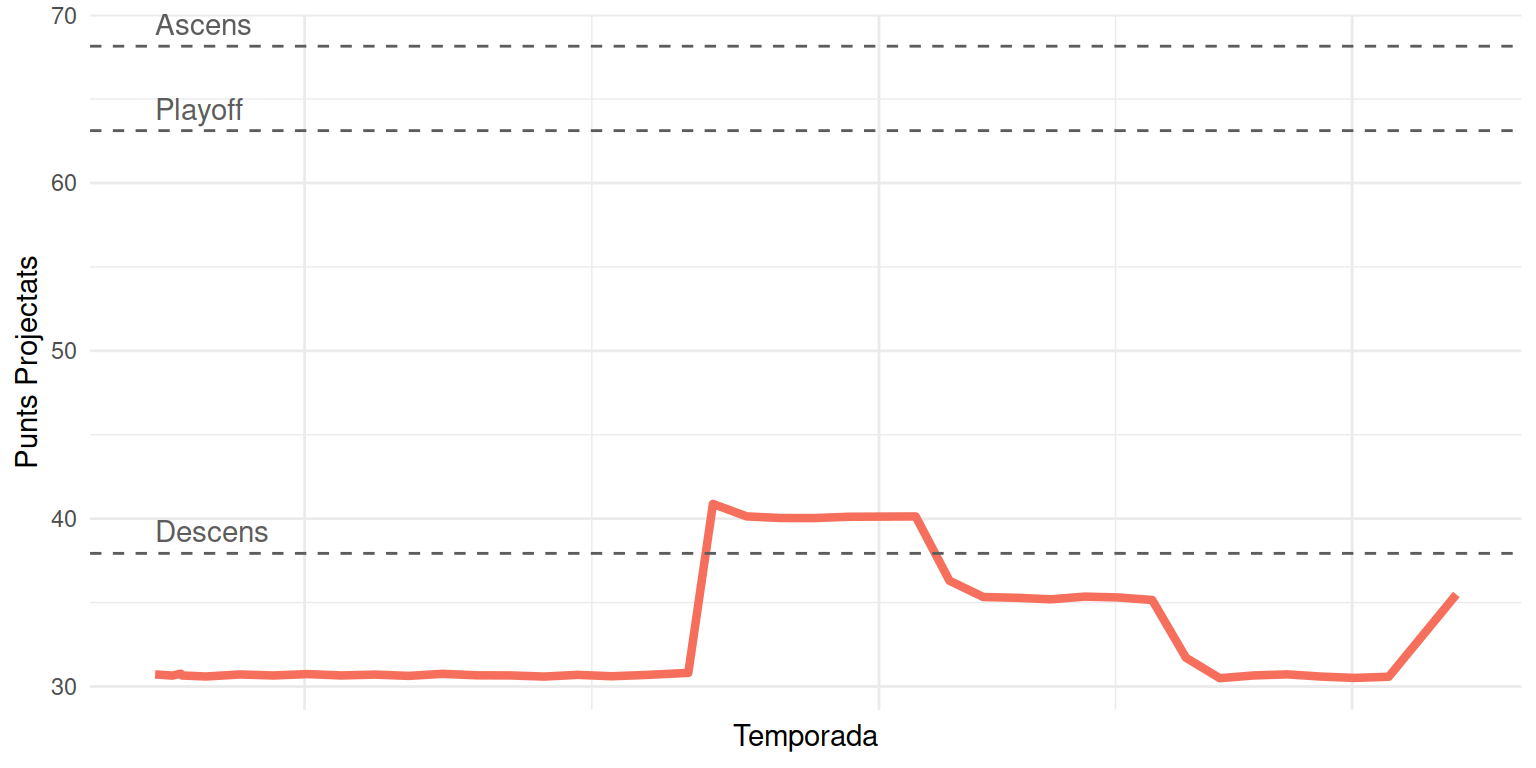 70
Ascens
Playoff
60
50
40
Descens
30
Punts Projectats
Temporada